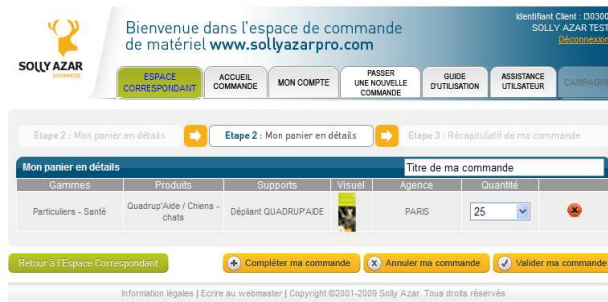 Identifiant Client : I30300
SOLLY AZAR TEST
Déconnexion
Bienvenue dans l'espace de commande
de matériel www.sollyazarpro.com
SOLLY AZAR
ASSURANCES
ESPACE
CORRESPONDANT
ACCUEIL
COMMANDE
MON COMPTE
PASSER
UNE NOUVELLE
COMMANDE
GUIDE
D'UTILISATION
ASSISTANCE
UTILSATEUR
CAMPAGNE
Etape 2 : Mon panier en détails
Etape 2 : Mon panier en détails
Etape 3 : Récapitulatif de ma commande
Mon panier en détails
Titre de ma commande
Gammes Produits Supports Visuel Agence Quantité
Particuliers - Santé
Quadrup'Aide / Chiens -
chats
Dépliant QUADRUP'AIDE
PARIS
25
Retour à l'Espace Correspondant
Compléter ma commande
Annuler ma commande
Valider ma commande
Information légales | Ecrire au webmaster | Copyright ©2001-2009 Solly Azar. Tous droits réservés